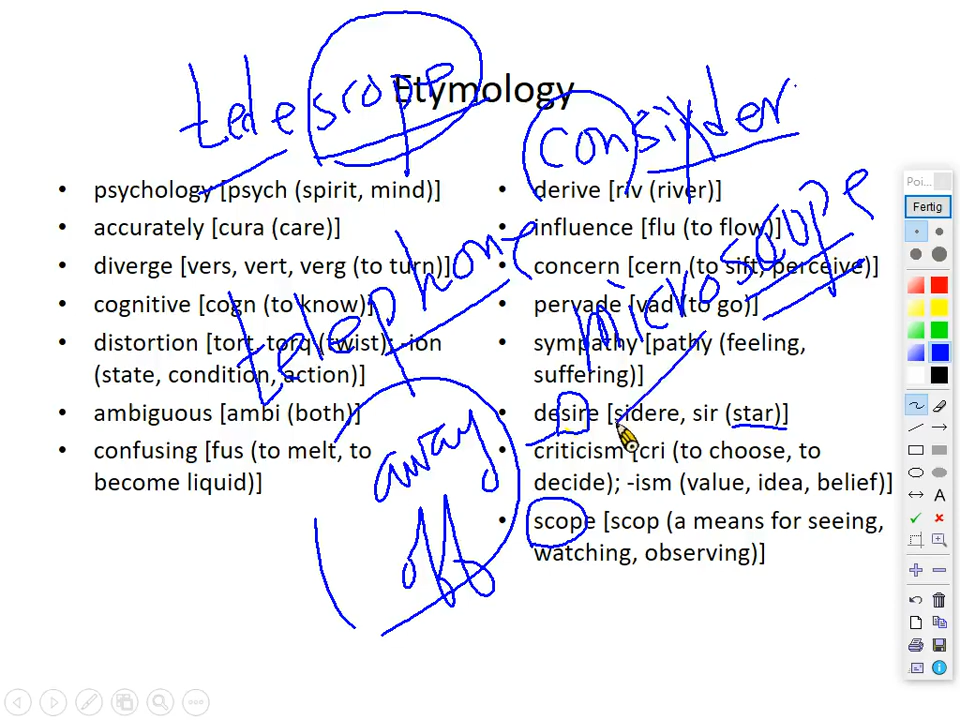 telescope
Etymology
consider
psychology [psych (spirit, mind)]
accurately [cura (care)]
diverge [vers, vert, verg (to turn)]
cognitive [cogn (to know)]
distortion [tort, torq (twist); -ion
(state, condition, action)]
ambiguous [ambi (both)]
confusing [fus (to melt, to
become liquid)]
telephone
away
off
derive [riv (river)]
influence [flu (to flow)]
concern [cern (to sift, perceive)]
pervade [vad (to go)]
sympathy [pathy (feeling,
suffering)]
desire [sidere, sir (star)]
criticism [cri (to choose, to
decide); -ism (value, idea, belief)]
scope [scop (a means for seeing,
watching, observing)]
microscope
Poi...
Fertig
A